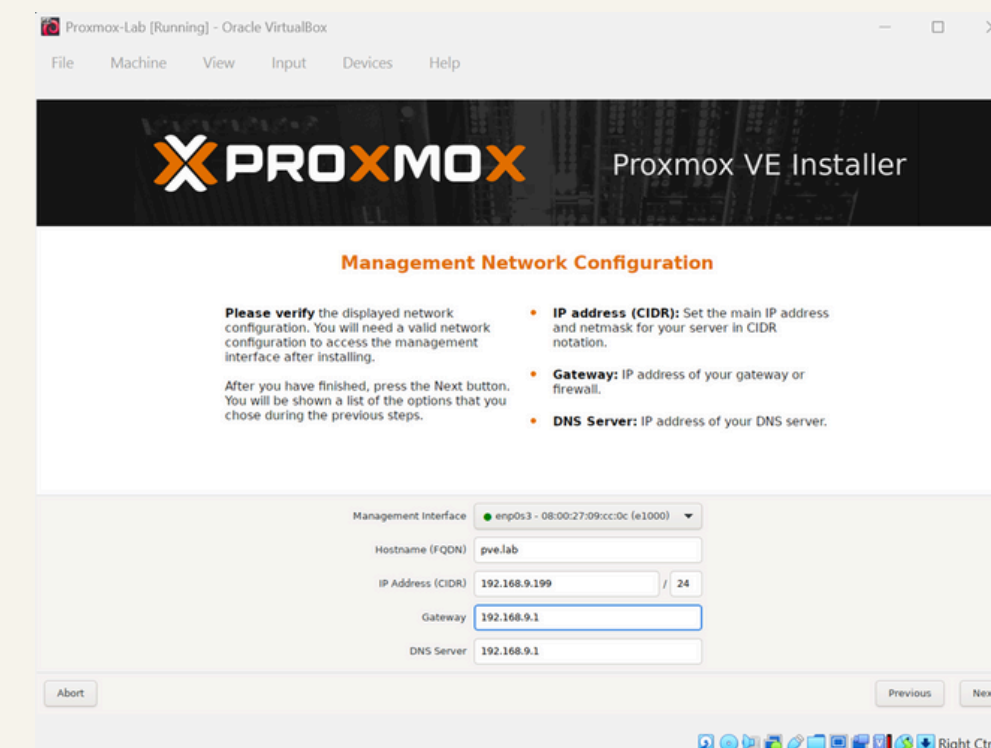 Proxmox-Lab [Running] - Oracle VirtualBox
File Machine View Input Devices Help
PROXMOX Proxmox VE Installer
Management Network Configuration
Please verify the displayed network
configuration. You will need a valid network
configuration to access the management
interface after installing.
After you have finished, press the Next button.
You will be shown a list of the options that you
chose during the previous steps.
IP address (CIDR): Set the main IP address
and netmask for your server in CIDR
notation.
Gateway: IP address of your gateway or
firewall.
DNS Server: IP address of your DNS server.
Management Interface enp0s3 - 08:00:27:09:cc:0c (e1000)
Hostname (FQDN) pve.lab
IP Address (CIDR) 192.168.9.199 / 24
Gateway 192.168.9.1
DNS Server 192.168.9.1
Abort Previous Nex
Right Ctr